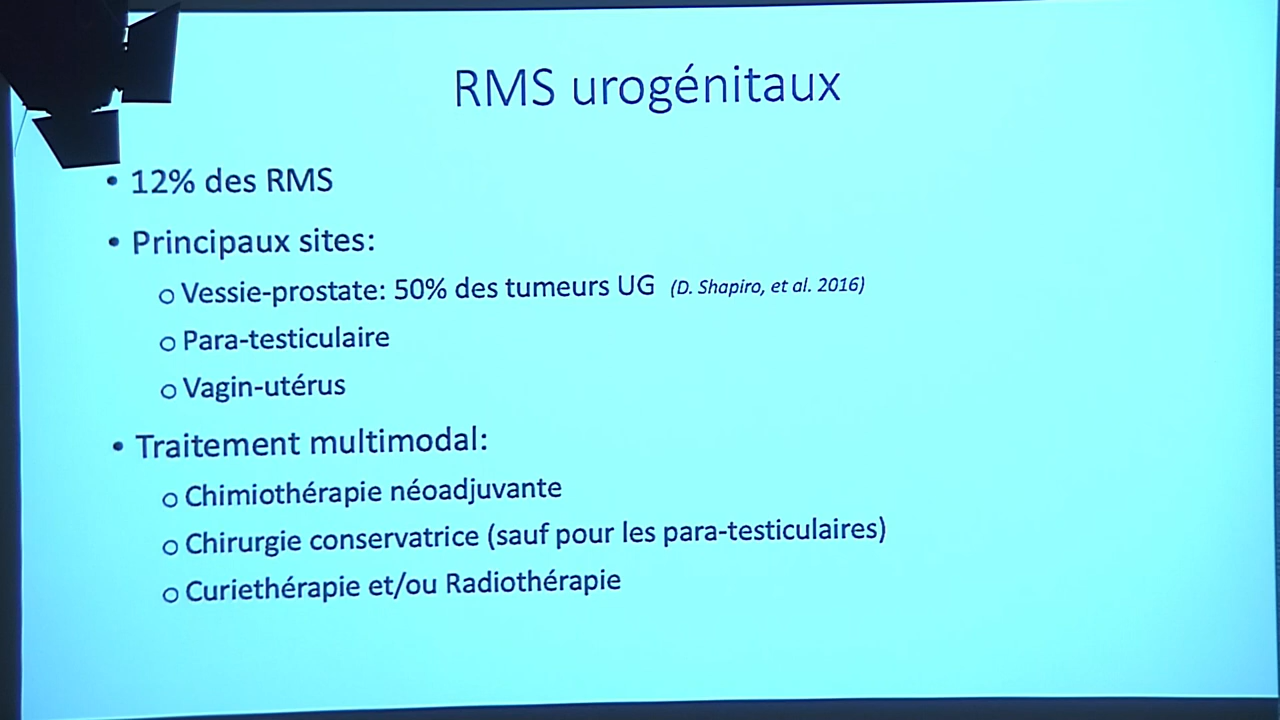 RMS urogénitaux
• 12% des RMS
• Principaux sites:
o Vessie-prostate: 50% des tumeurs UG (D. Shapiro, et al. 2016)
o Para-testiculaire
o Vagin-utérus
• Traitement multimodal:
o Chimiothérapie néoadjuvante
o Chirurgie conservatrice (sauf pour les para-testiculaires)
o Curiethérapie et/ou Radiothérapie